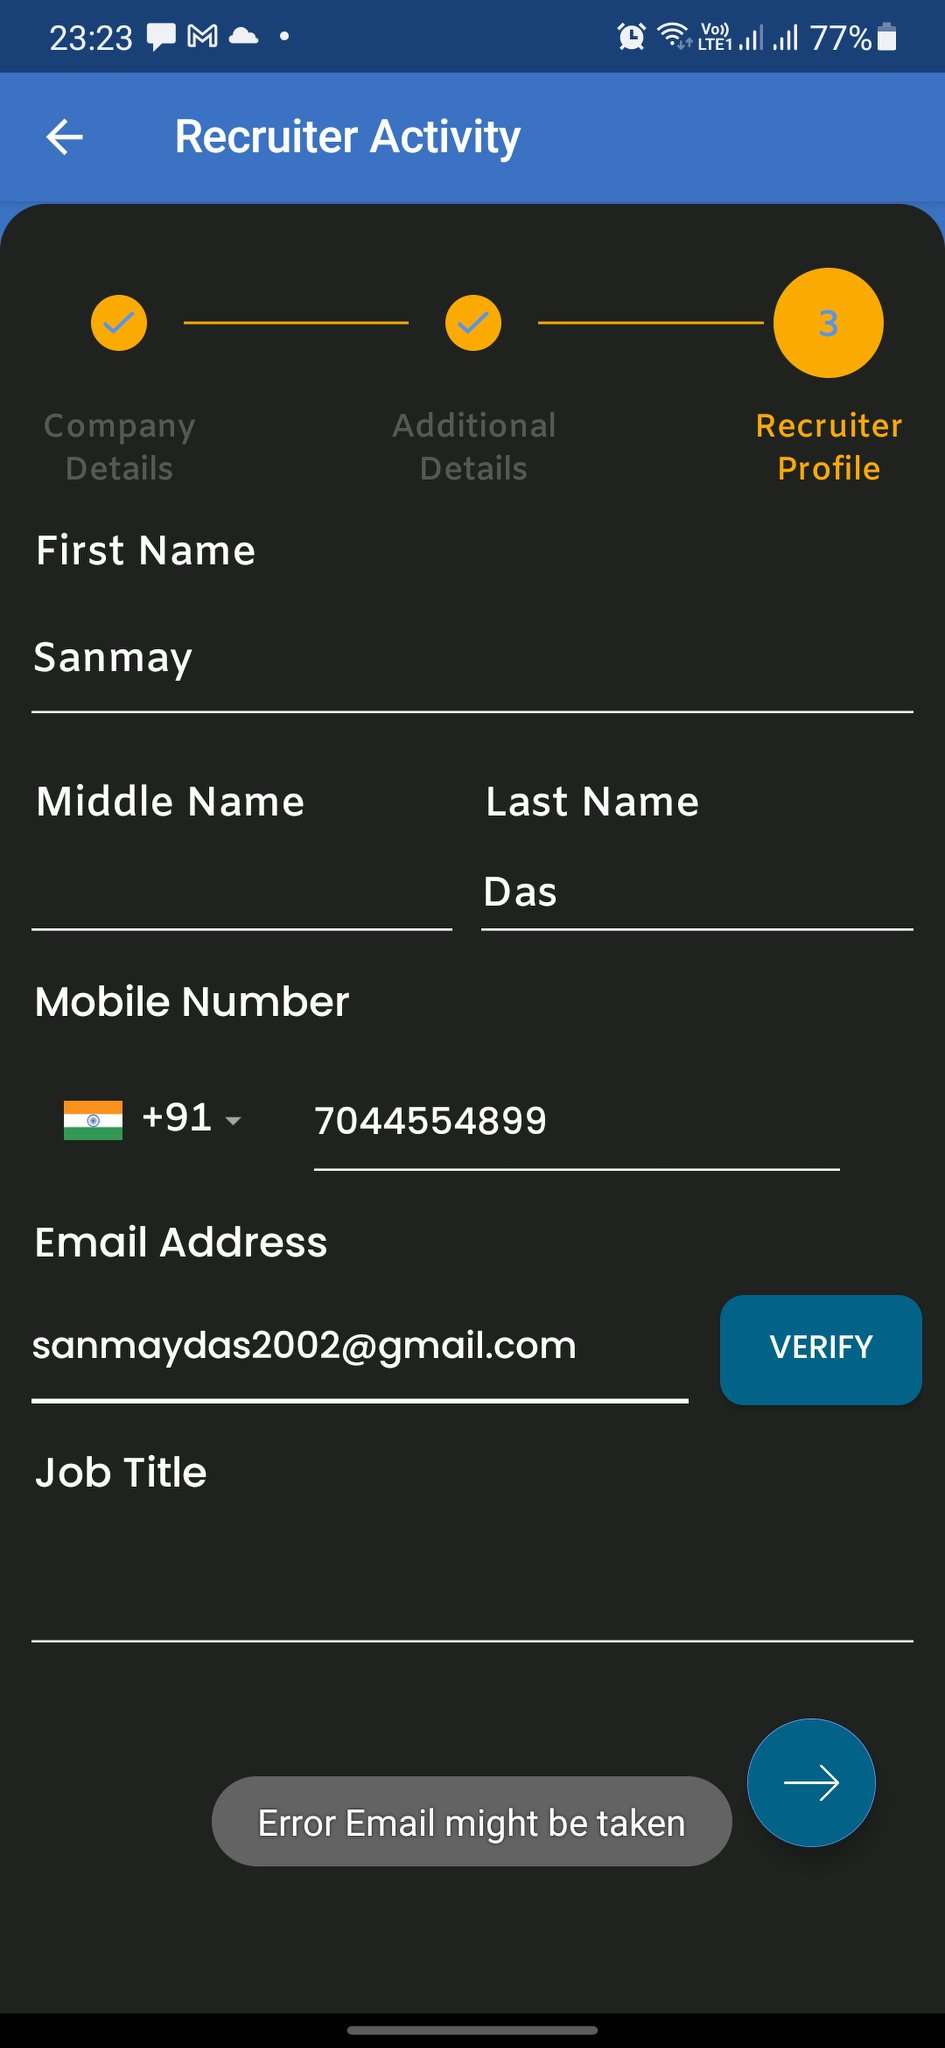 23:23
Vo))
LTE1
77%
Recruiter Activity
3
Company
Details
Additional
Details
Recruiter
Profile
First Name
Sanmay
Middle Name
Last Name
Das
Mobile Number
+91
7044554899
Email Address
sanmaydas2002@gmail.com
VERIFY
Job Title
Error Email might be taken